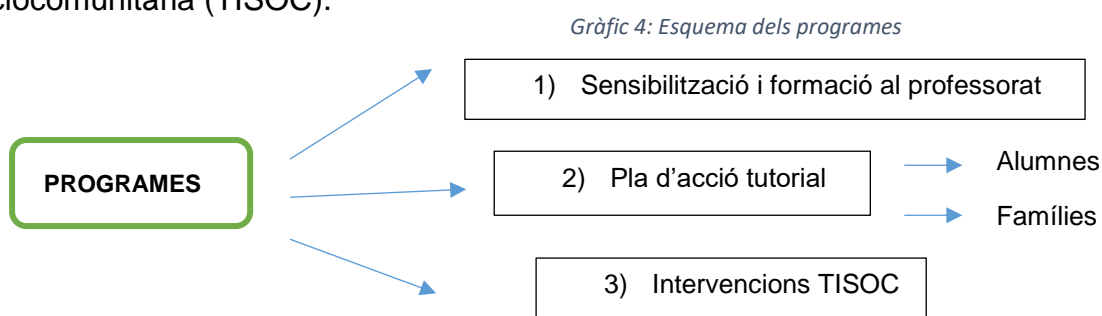 ciocomunitària (TISOC).
Gràfic 4: Esquema dels programes
1) Sensibilització i formació al professorat
PROGRAMES
2) Pla d’acció tutorial
Alumnes
Famílies
3) Intervencions TISOC